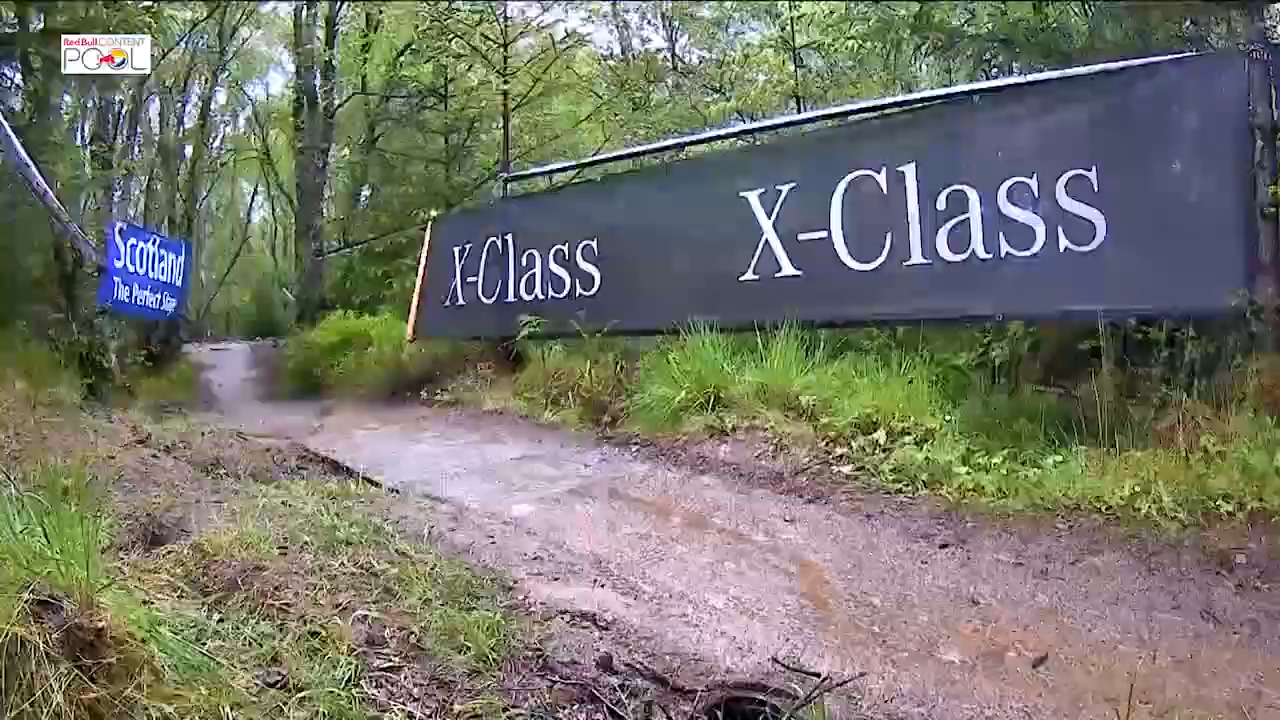 Red Bull CONTENT
POOL
Scotland
The Perfect Stage
X-Class X-Class